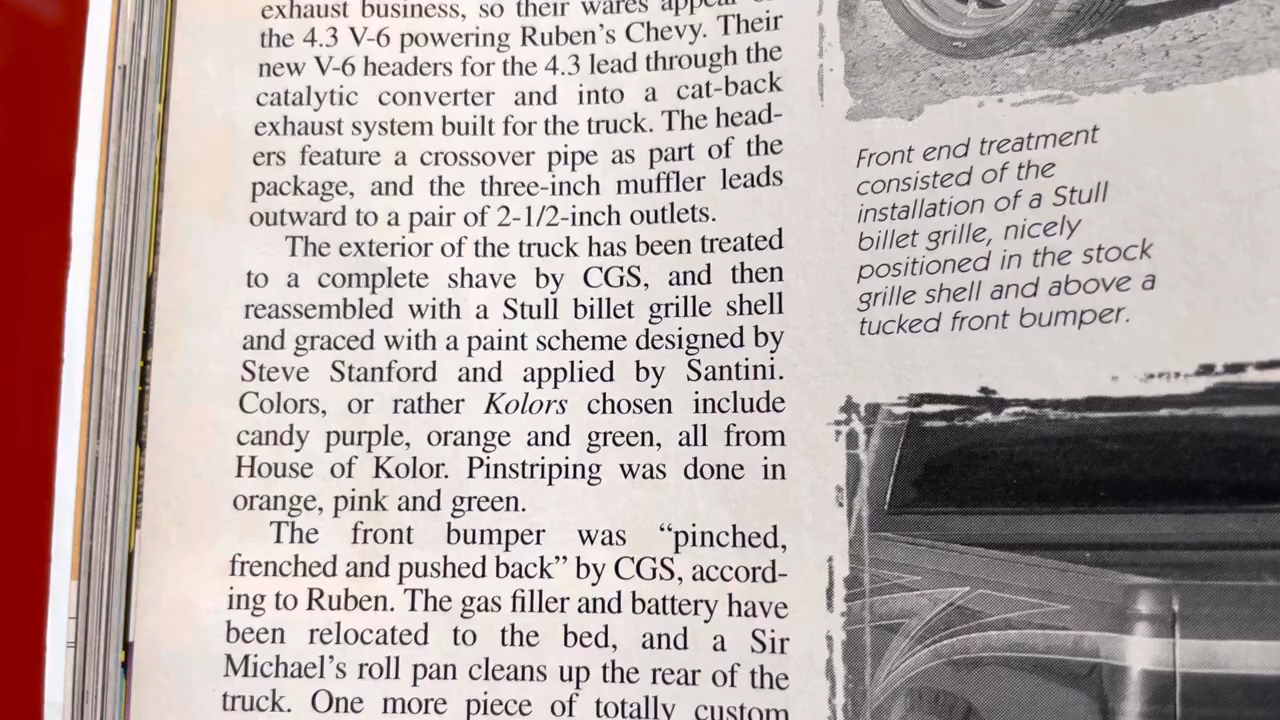 exhaust business, so their wares appear
the 4.3 V-6 powering Ruben's Chevy. Their
new V-6 headers for the 4.3 lead through the
catalytic converter and into a cat-back
exhaust system built for the truck. The head-
ers feature a crossover pipe as part of the
package, and the three-inch muffler leads
outward to a pair of 2-1/2-inch outlets.
The exterior of the truck has been treated
to a complete shave by CGS, and then
reassembled with a Stull billet grille shell
and graced with a paint scheme designed by
Steve Stanford and applied by Santini.
Colors, or rather Kolors chosen include
candy purple, orange and green, all from
House of Kolor. Pinstriping was done in
orange, pink and green.
The front bumper was “pinched,
frenched and pushed back” by CGS, accord-
ing to Ruben. The gas filler and battery have
been relocated to the bed, and a Sir
Michael's roll pan cleans up the rear of the
truck. One more piece of totally custom
Front end treatment
consisted of the
installation of a Stull
billet grille, nicely
positioned in the stock
grille shell and above a
tucked front bumper.